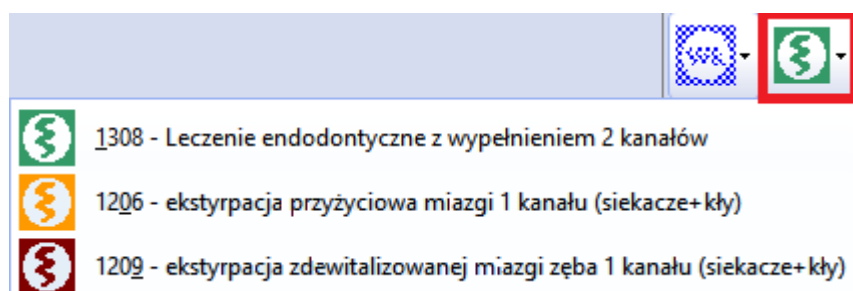 1308 - Leczenie endodontyczne z wypełnieniem 2 kanałów
1206 - ekstyrpacja przyżyciowa miazgi 1 kanału (siekacze+kły)
1209 - ekstyrpacja zdewitalizowanej miazgi zęba 1 kanału (siekacze+kły)